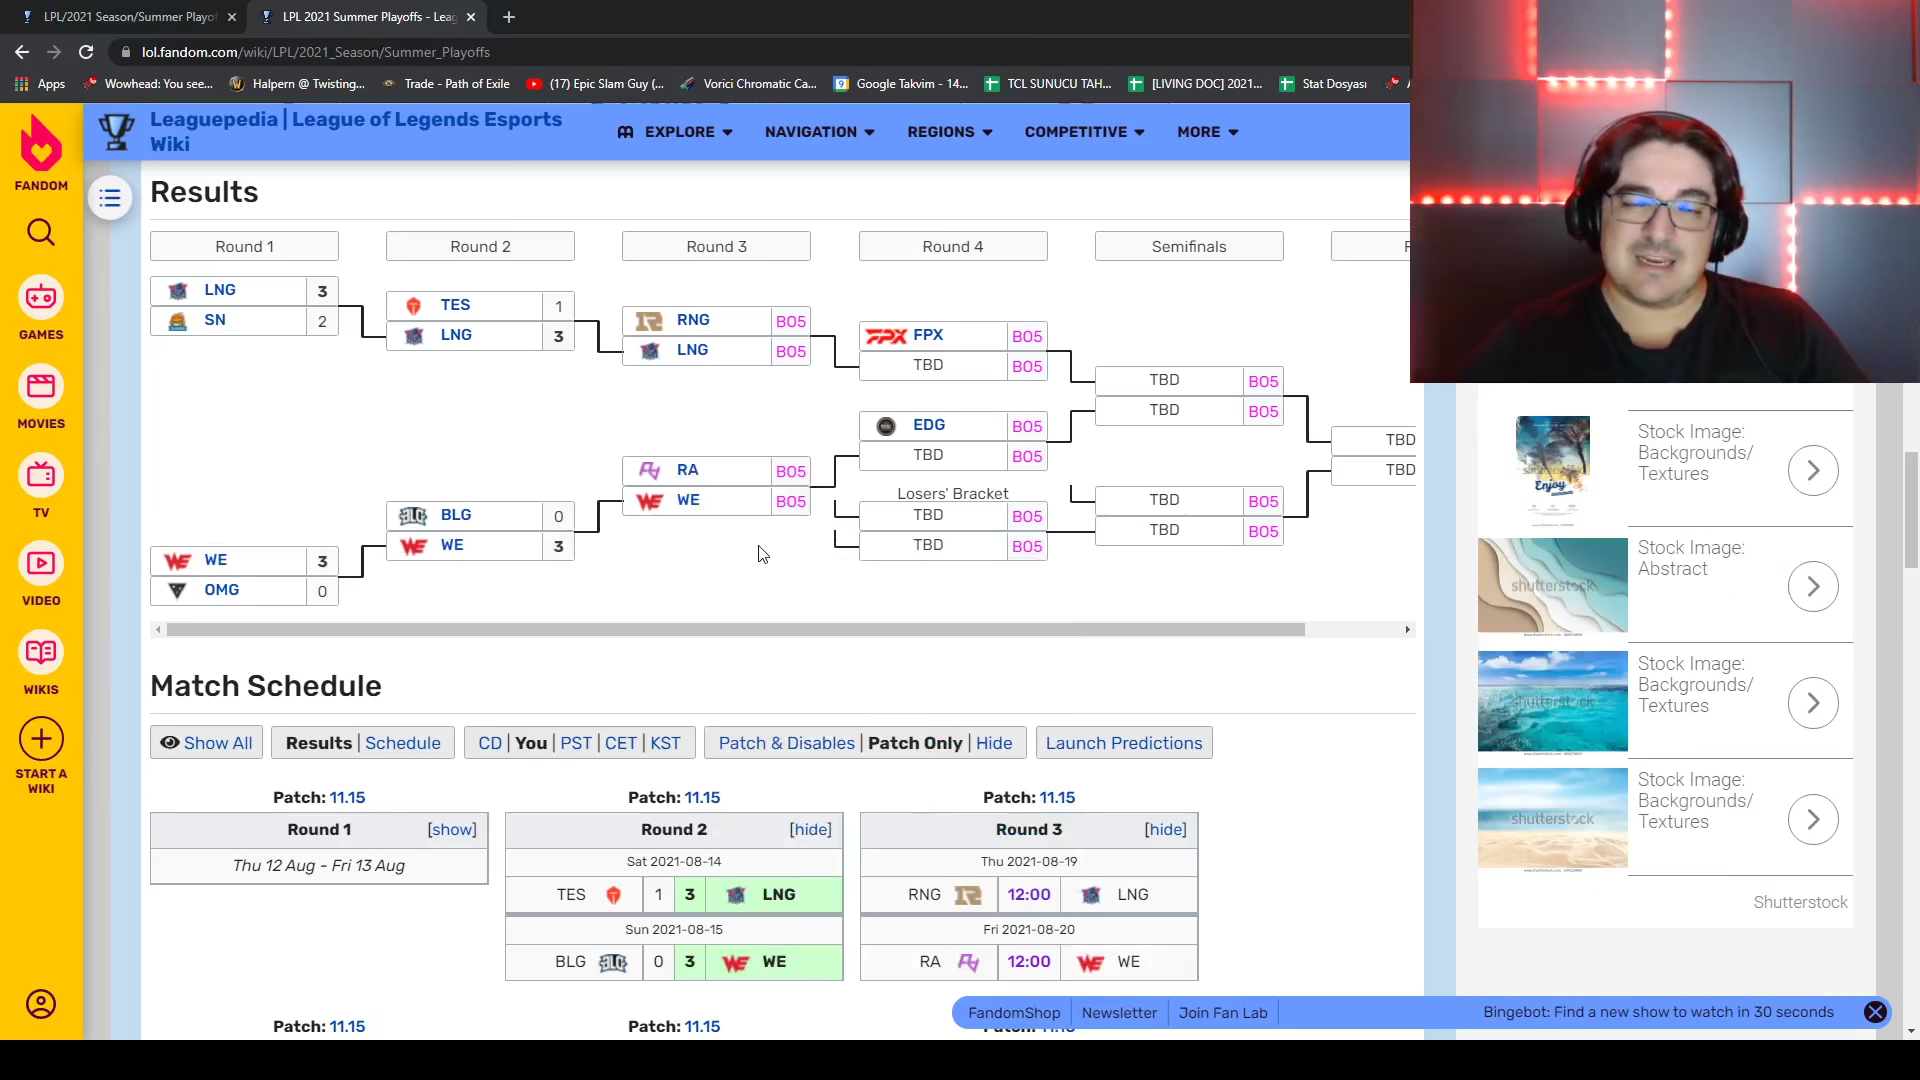 LPL/2021 Season/Summer Playof
LPL 2021 Summer Playoffs - Leag
lol.fandom.com/wiki/LPL/2021_Season/Summer_Playoffs
Apps
Wowhead: You see...
Halpern @ Twisting...
Trade - Path of Exile
(17) Epic Slam Guy (...
Vorici Chromatic Ca...
Google Takvim - 14...
TCL SUNUCU TAH...
[LIVING DOC] 2021...
Stat Dosyası
FANDOM
GAMES
MOVIES
TV
VIDEO
WIKIS
START A
WIKI
Leaguepedia | League of Legends Esports
Wiki
EXPLORE
NAVIGATION
REGIONS
COMPETITIVE
MORE
Results
Round 1
Round 2
Round 3
Round 4
Semifinals
LNG 3
SN 2
TES 1
LNG 3
RNG BO5
LNG BO5
FPX BO5
TBD BO5
TBD BO5
TBD BO5
EDG BO5
TBD BO5
TBD
TBD
RA BO5
WE BO5
Losers' Bracket
TBD BO5
TBD BO5
TBD BO5
TBD BO5
BLG 0
WE 3
WE 3
OMG 0
Match Schedule
Show All
Results | Schedule
CD | You | PST | CET | KST
Patch & Disables | Patch Only | Hide
Launch Predictions
Patch: 11.15
Round 1 [show]
Thu 12 Aug - Fri 13 Aug
Patch: 11.15
Round 2 [hide]
Sat 2021-08-14
TES 1 3 LNG
Sun 2021-08-15
BLG 0 3 WE
Patch: 11.15
Round 3 [hide]
Thu 2021-08-19
RNG 12:00 LNG
Fri 2021-08-20
RA 12:00 WE
Patch: 11.15
Patch: 11.15
Stock Image:
Backgrounds/
Textures
Stock Image:
Abstract
Stock Image:
Backgrounds/
Textures
Stock Image:
Backgrounds/
Textures
Shutterstock
FandomShop
Newsletter
Join Fan Lab
Bingebot: Find a new show to watch in 30 seconds